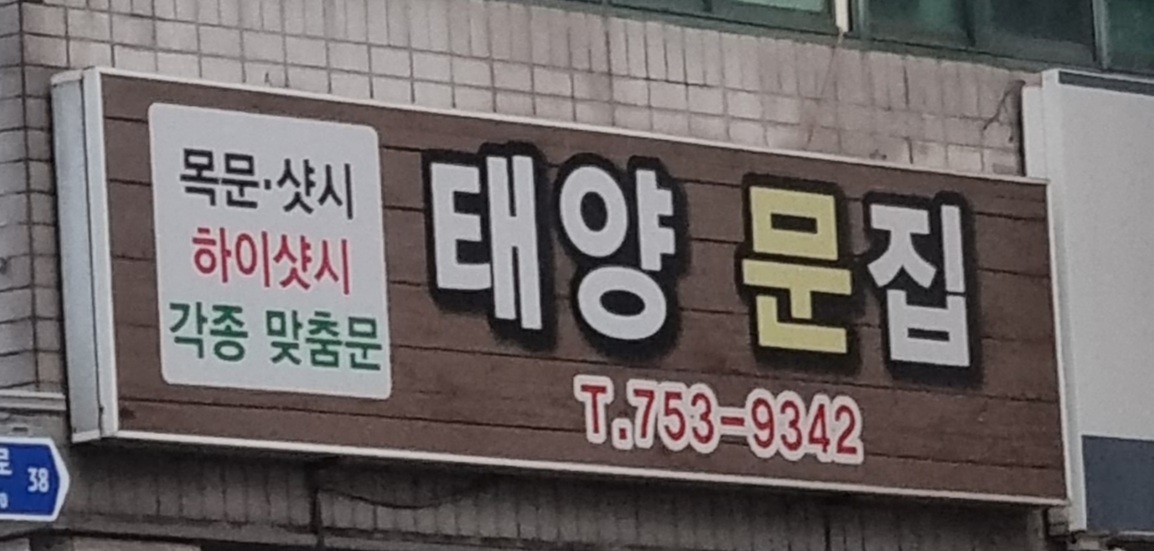 목문·샷시
하이샷시
각종 맞춤문
태양 문집
T.753-9342
로 38